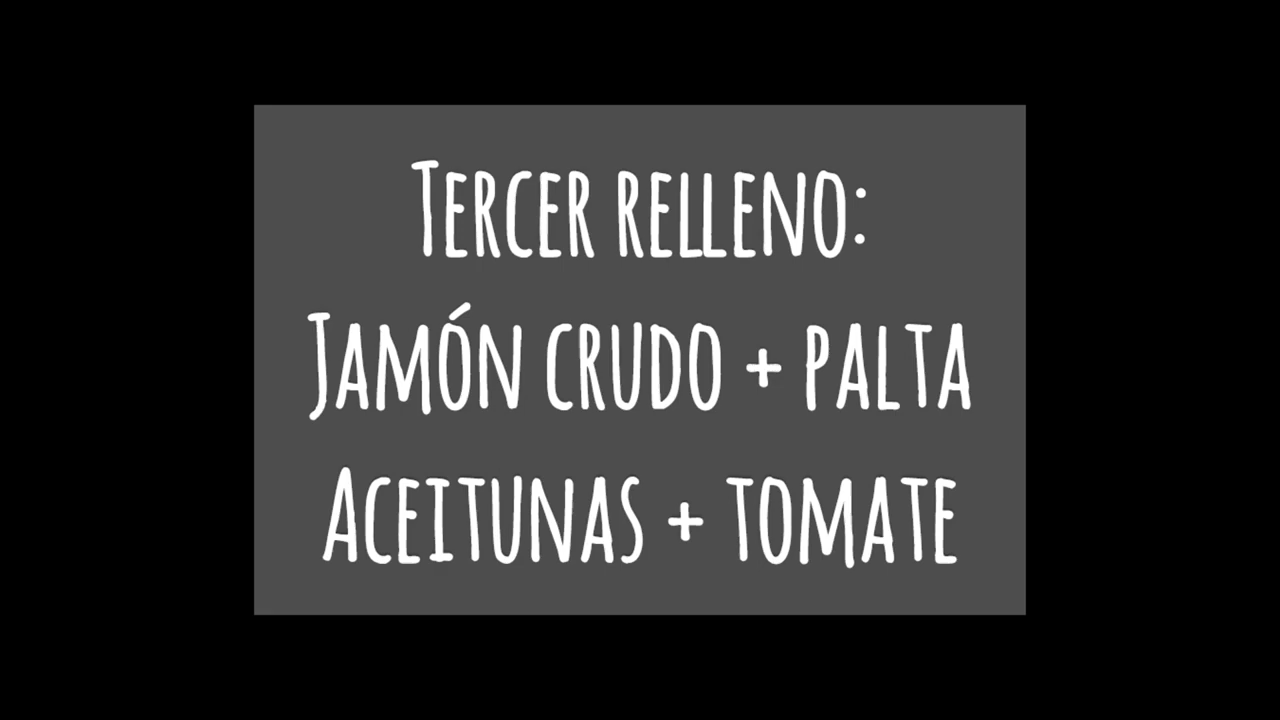 Tercer relleno:
Jamón crudo + palta
Aceitunas + tomate